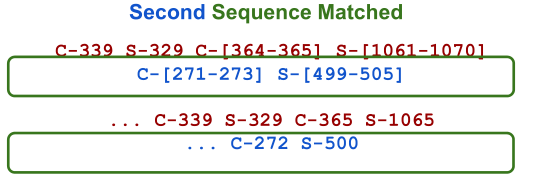 Second Sequence Matched
C-339 S-329 C-[364-365] S-[1061-1070]
C-[271-273] S-[499-505]
... C-339 S-329 C-365 S-1065
... C-272 S-500